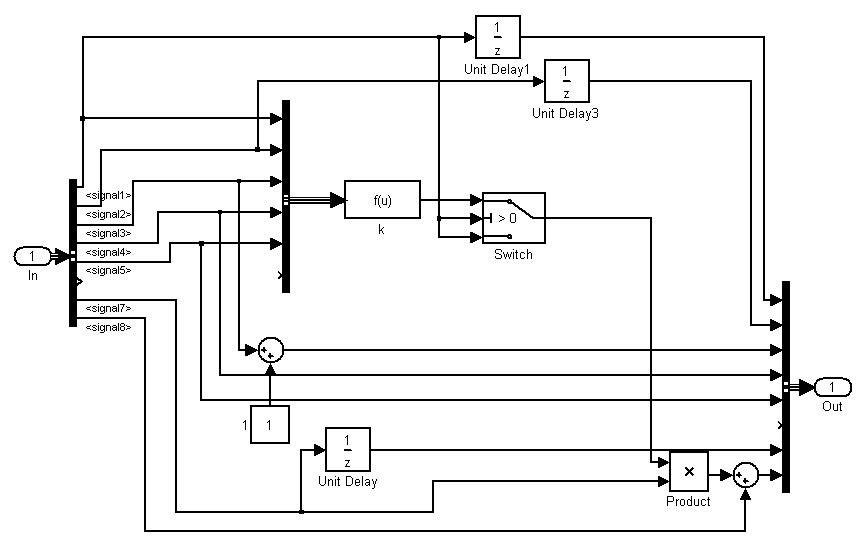 1
z
Unit Delay1
1
z
Unit Delay3
<signal1>
<signal2>
<signal3>
<signal4>
<signal5>
<signal7>
<signal8>
f(u)
k
> 0
Switch
1
In
1
1
1
Out
1
z
Unit Delay
×
Product